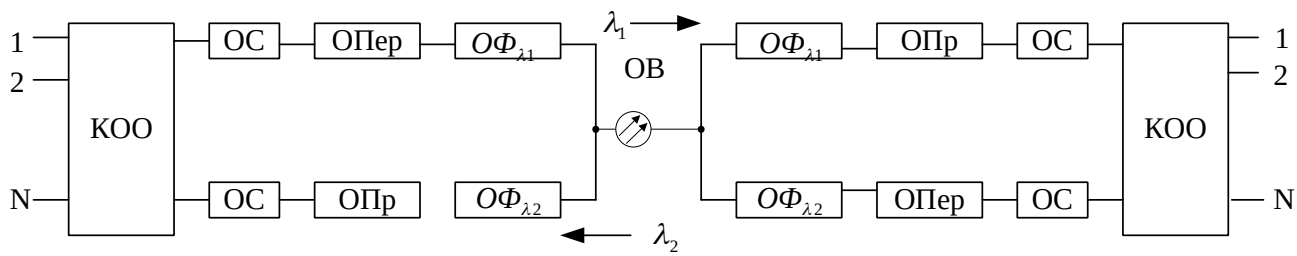 λ1
1 ОС ОПер ОФλ1 ОФλ1 ОПр ОС 1
2 ОВ 2
КОО КОО
N ОС ОПр ОФλ2 ОФλ2 ОПер ОС N
λ2